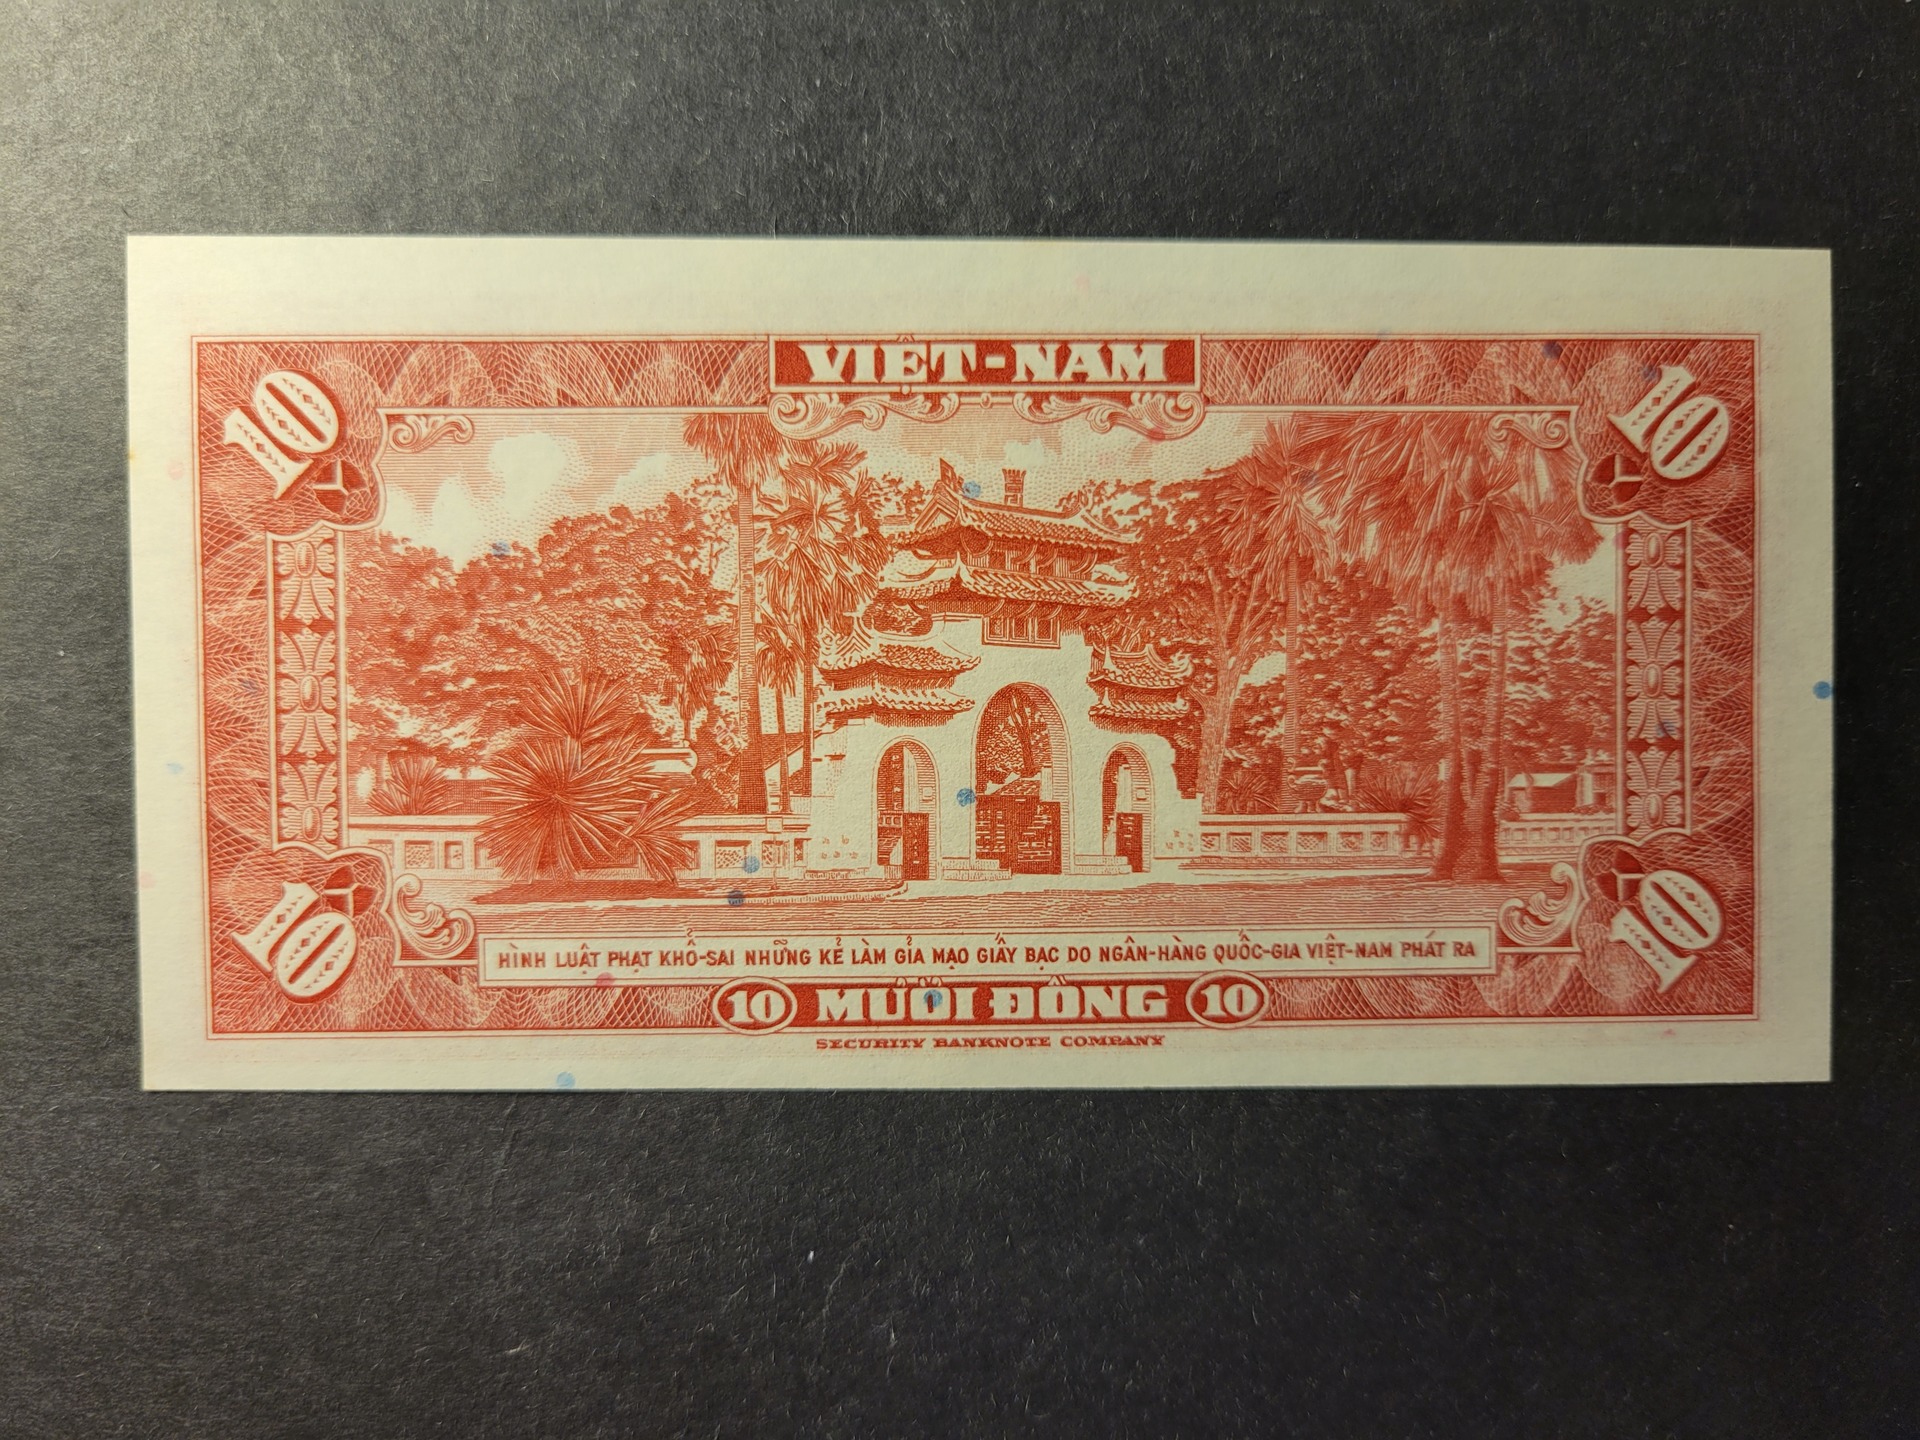 VIỆT-NAM
10 10
10 10
HÌNH LUẬT PHẠT KHỔ-SAI NHỮNG KẺ LÀM GIẢ MẠO GIẤY BẠC DO NGÂN-HÀNG QUỐC-GIA VIỆT-NAM PHÁT RA
10 MƯỜI ĐỒNG 10
SECURITY BANKNOTE COMPANY